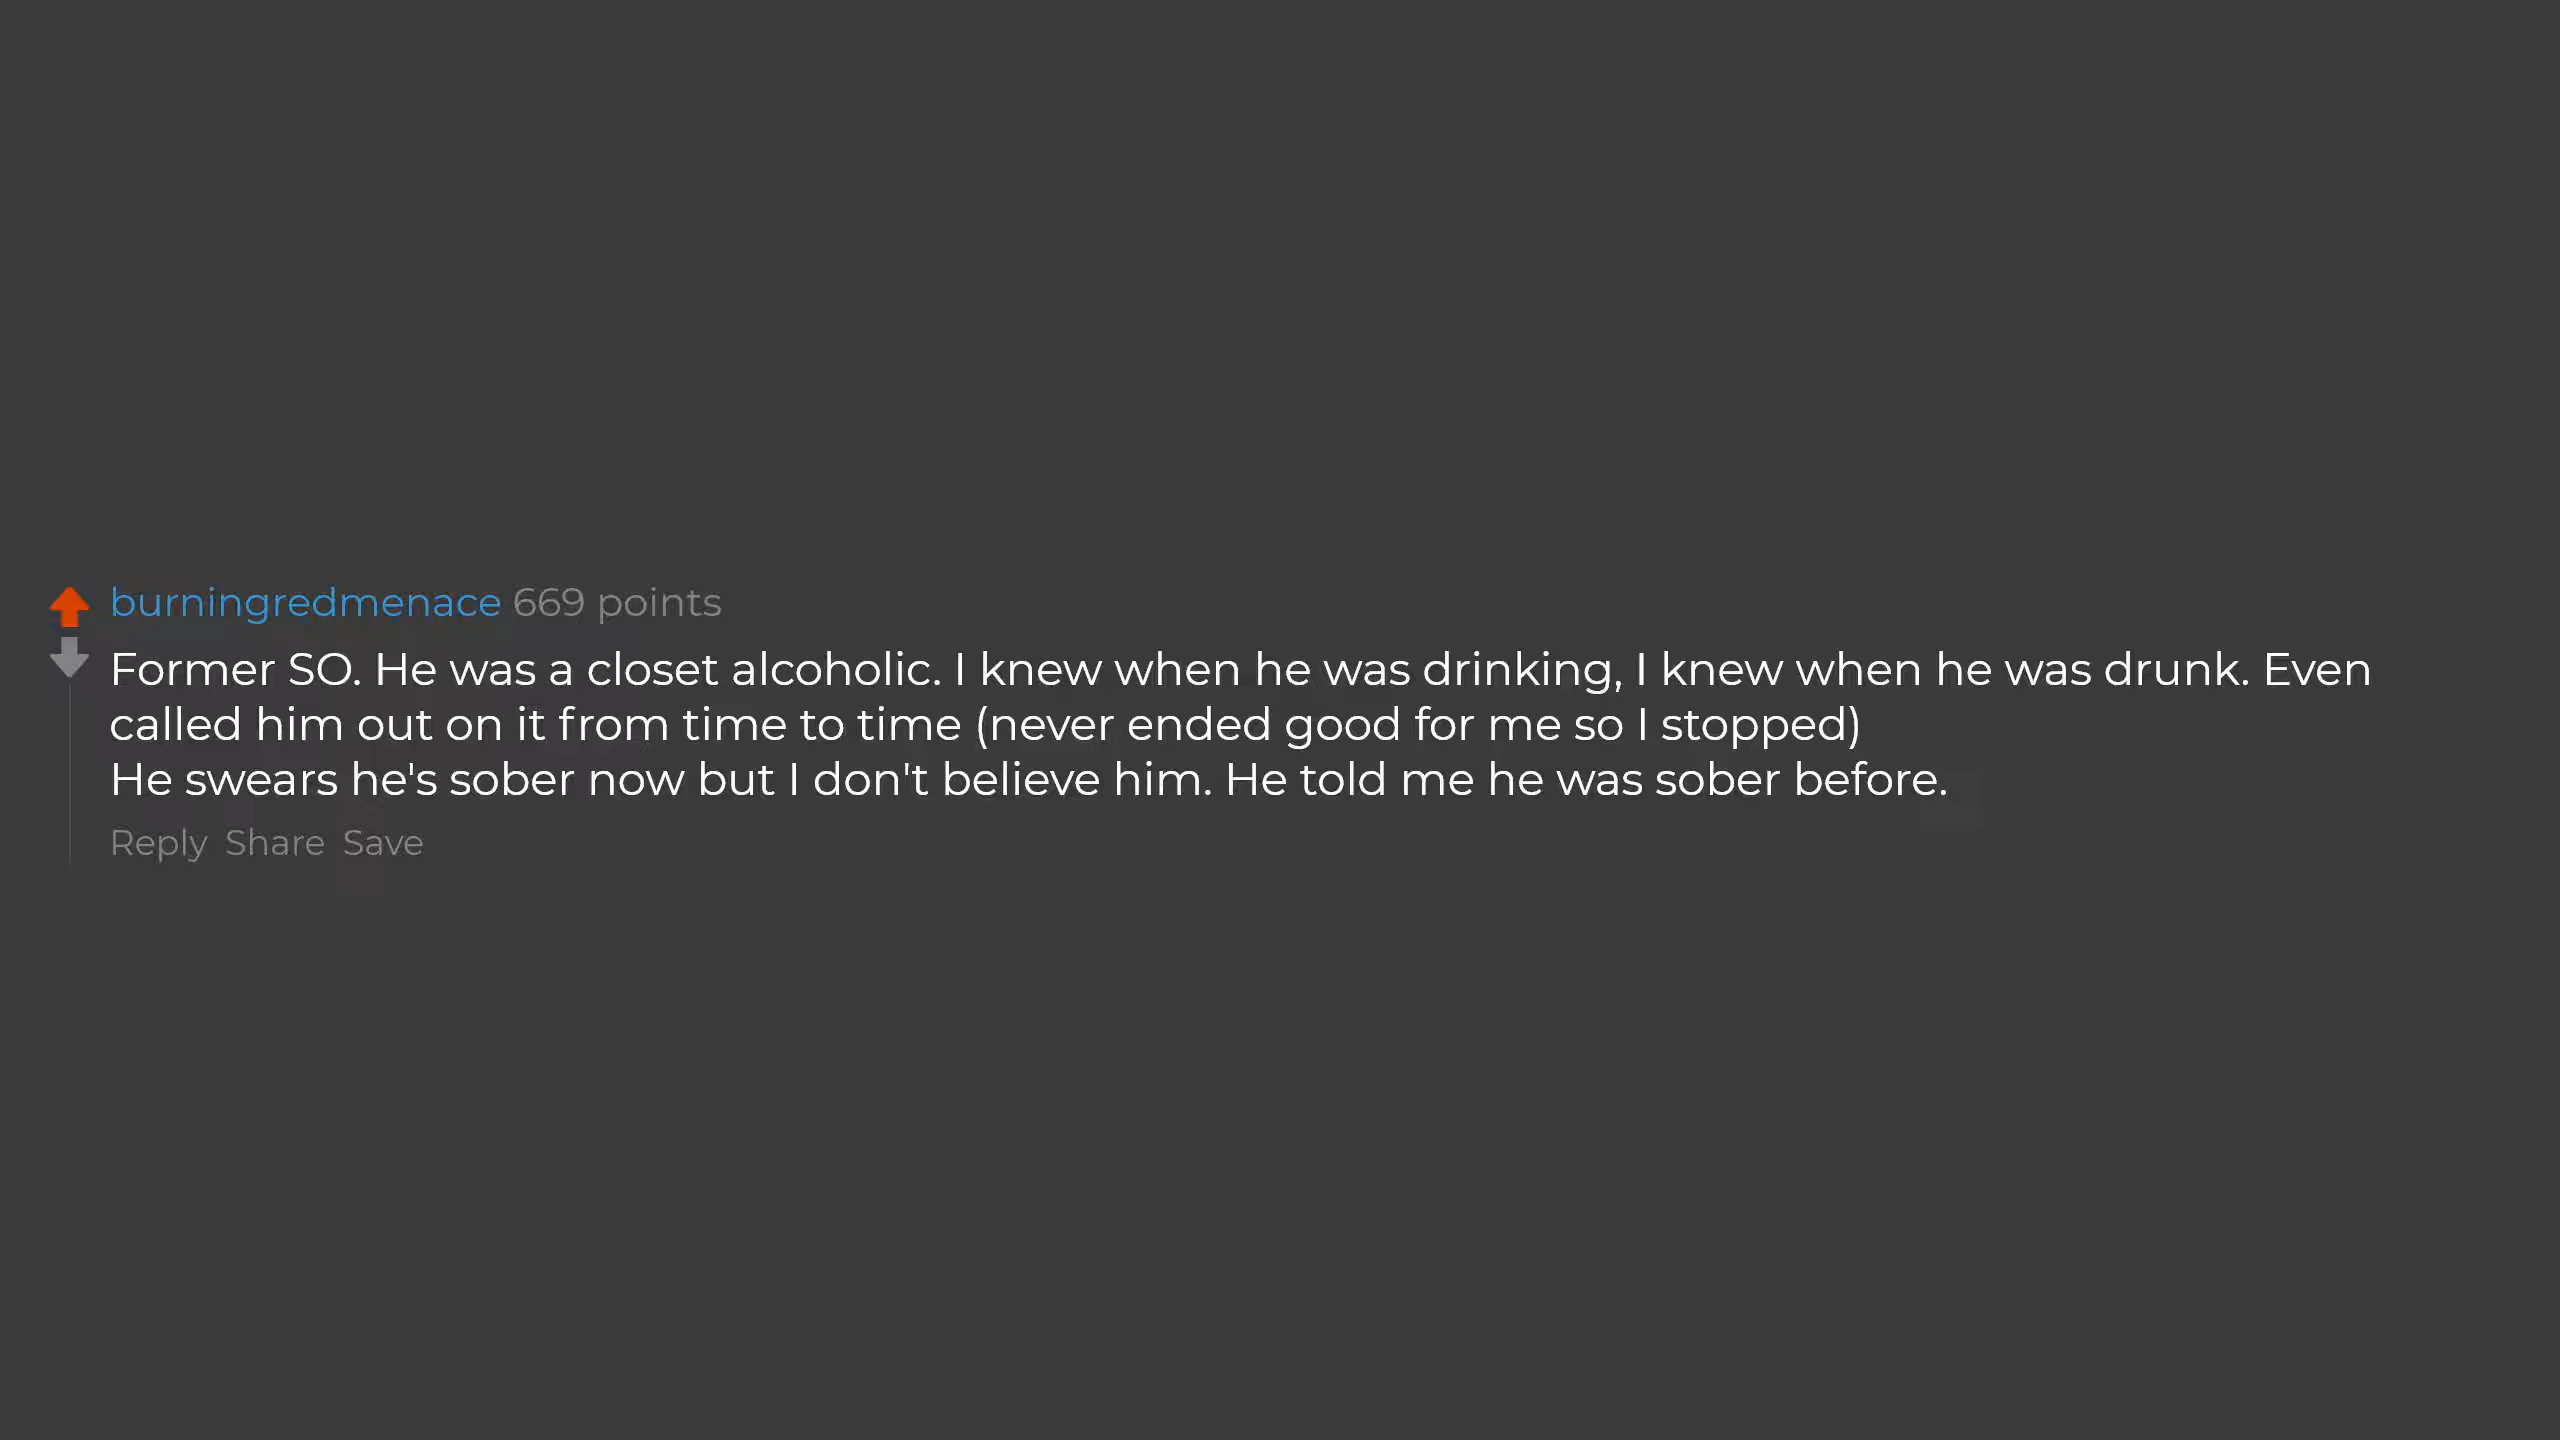 burningredmenace 669 points
Former SO. He was a closet alcoholic. I knew when he was drinking, I knew when he was drunk. Even
called him out on it from time to time (never ended good for me so I stopped)
He swears he's sober now but I don't believe him. He told me he was sober before.
Reply Share Save